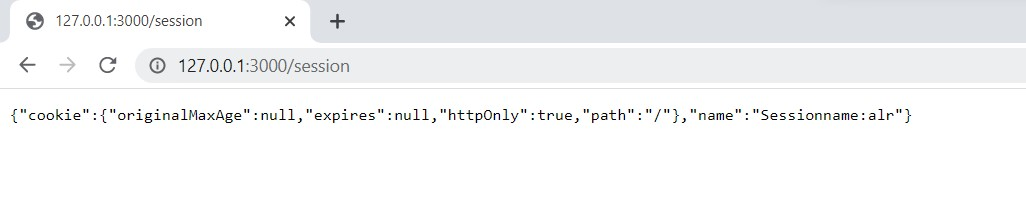 127.0.0.1:3000/session
127.0.0.1:3000/session
{"cookie":{"originalMaxAge":null,"expires":null,"httpOnly":true,"path":"/"},"name":"Sessionname:alr"}